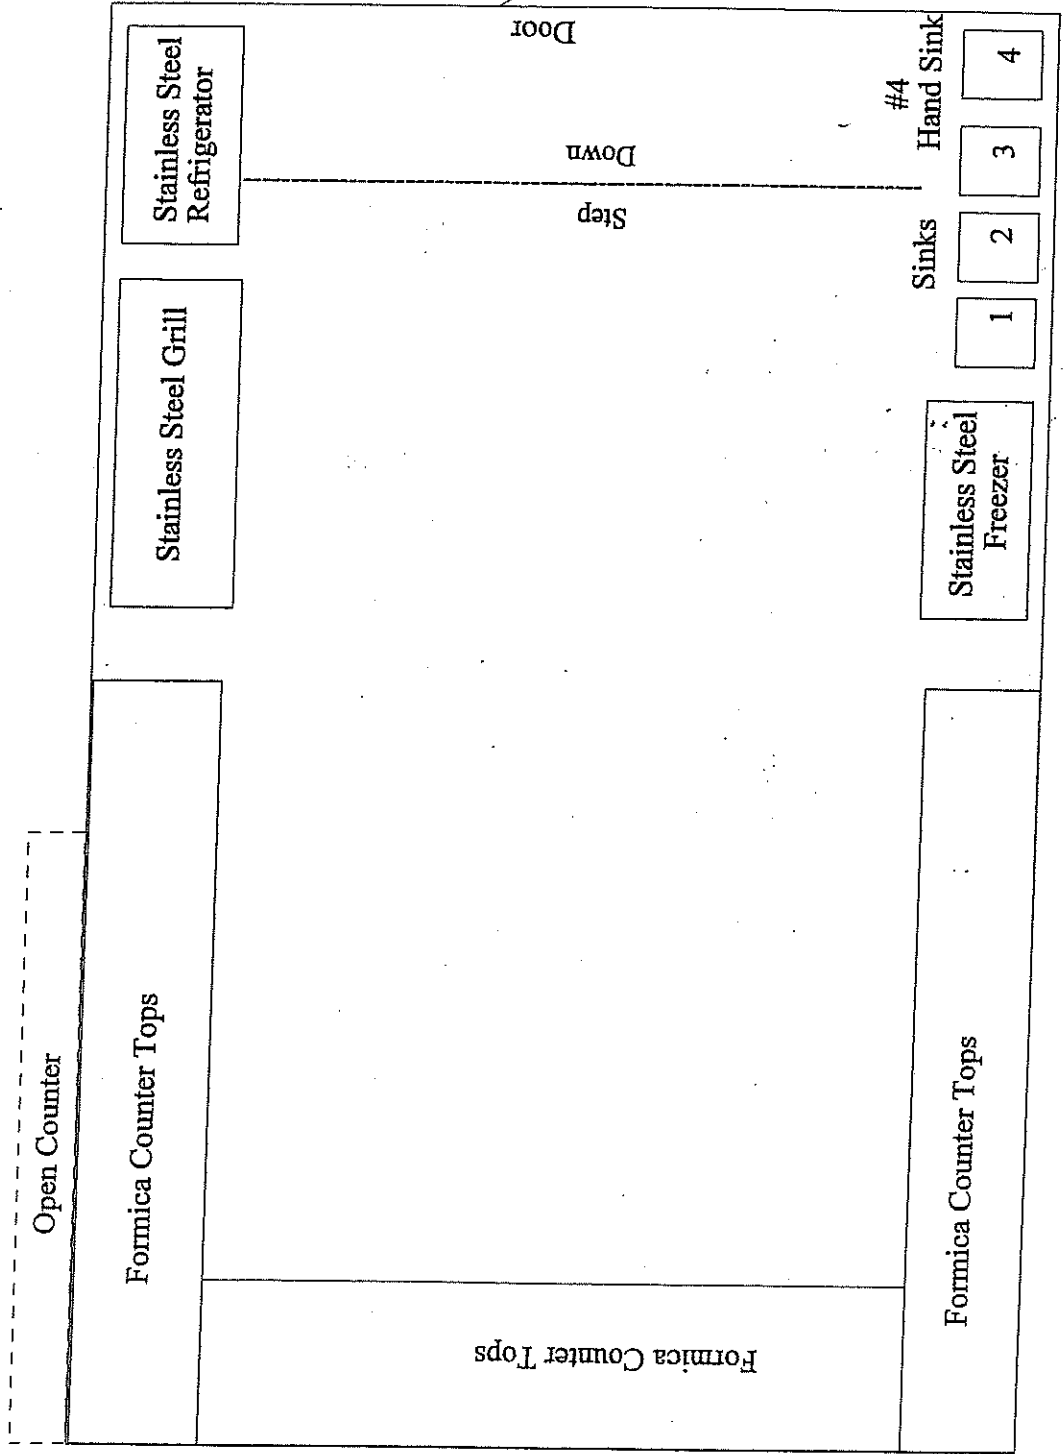 Open Counter
Formica Counter Tops
Stainless Steel Grill
Stainless Steel
Refrigerator
Formica Counter Tops
Step
Down
Door
Formica Counter Tops
Stainless Steel
Freezer
Sinks
#4
Hand Sink
1
2
3
4